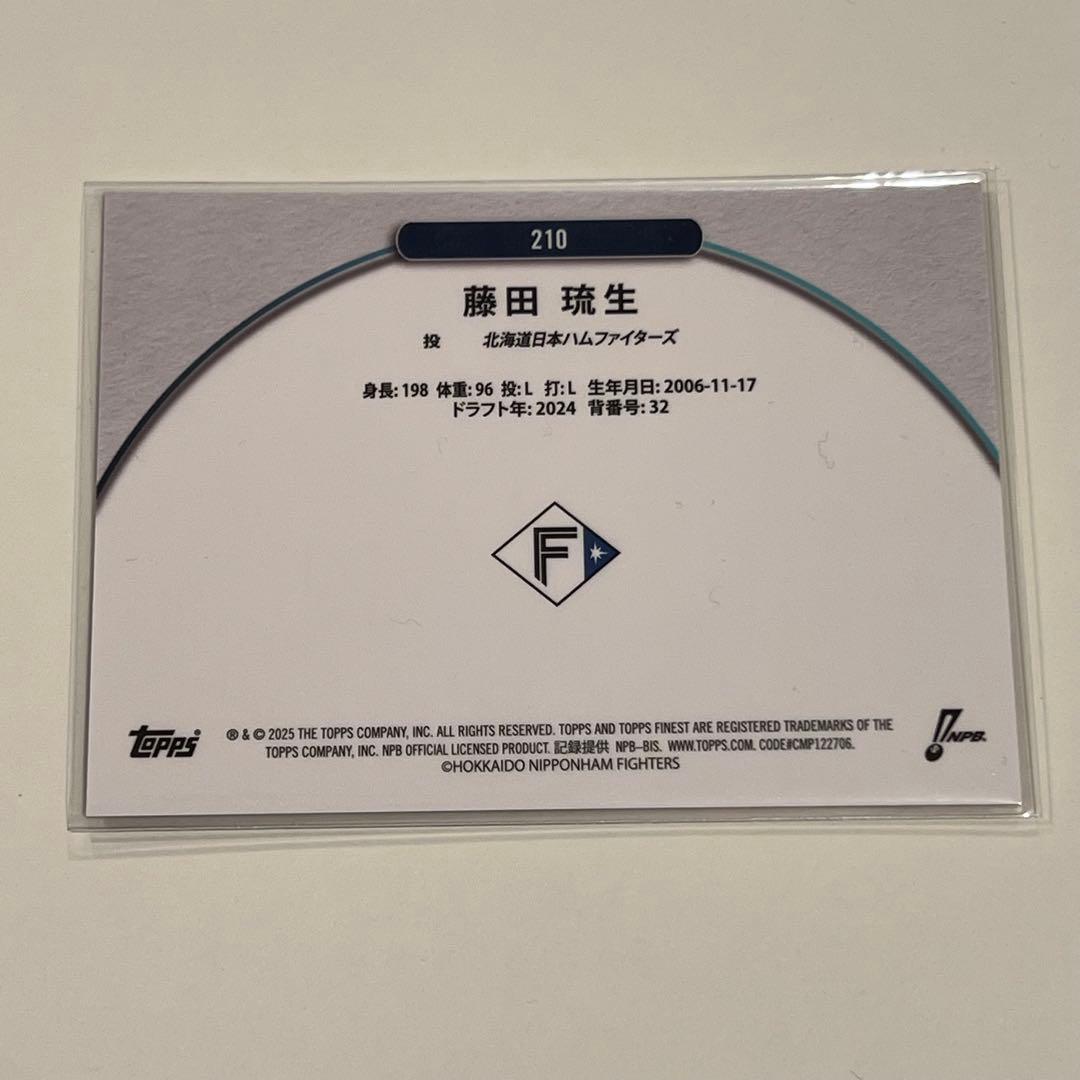 210
藤田 琉生
投 北海道日本ハムファイターズ
身長: 198 体重: 96 投: L 打: L 生年月日: 2006-11-17
ドラフト年: 2024 背番号: 32
F
topps
® & © 2025 THE TOPPS COMPANY, INC. ALL RIGHTS RESERVED. TOPPS AND TOPPS FINEST ARE REGISTERED TRADEMARKS OF THE
TOPPS COMPANY, INC. NPB OFFICIAL LICENSED PRODUCT. 記録提供 NPB-BIS. WWW.TOPPS.COM. CODE#CMP122706.
©HOKKAIDO NIPPONHAM FIGHTERS
NPB.